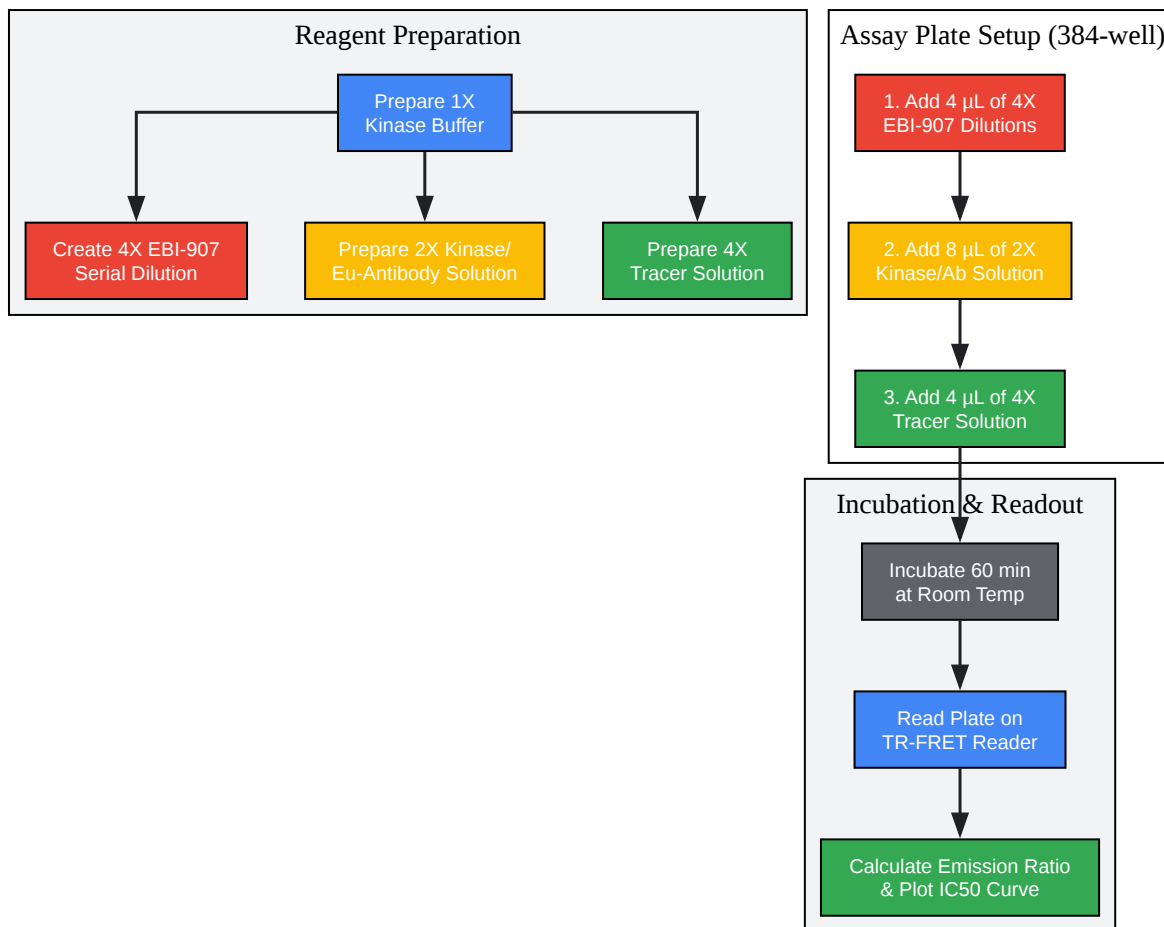 Reagent Preparation
Prepare 1X
Kinase Buffer
Create 4X EBI-907
Serial Dilution
Prepare 2X Kinase/
Eu-Antibody Solution
Prepare 4X
Tracer Solution
Assay Plate Setup (384-well)
1. Add 4 µL of 4X
EBI-907 Dilutions
2. Add 8 µL of 2X
Kinase/Ab Solution
3. Add 4 µL of 4X
Tracer Solution
Incubation & Readout
Incubate 60 min
at Room Temp
Read Plate on
TR-FRET Reader
Calculate Emission Ratio
& Plot IC50 Curve